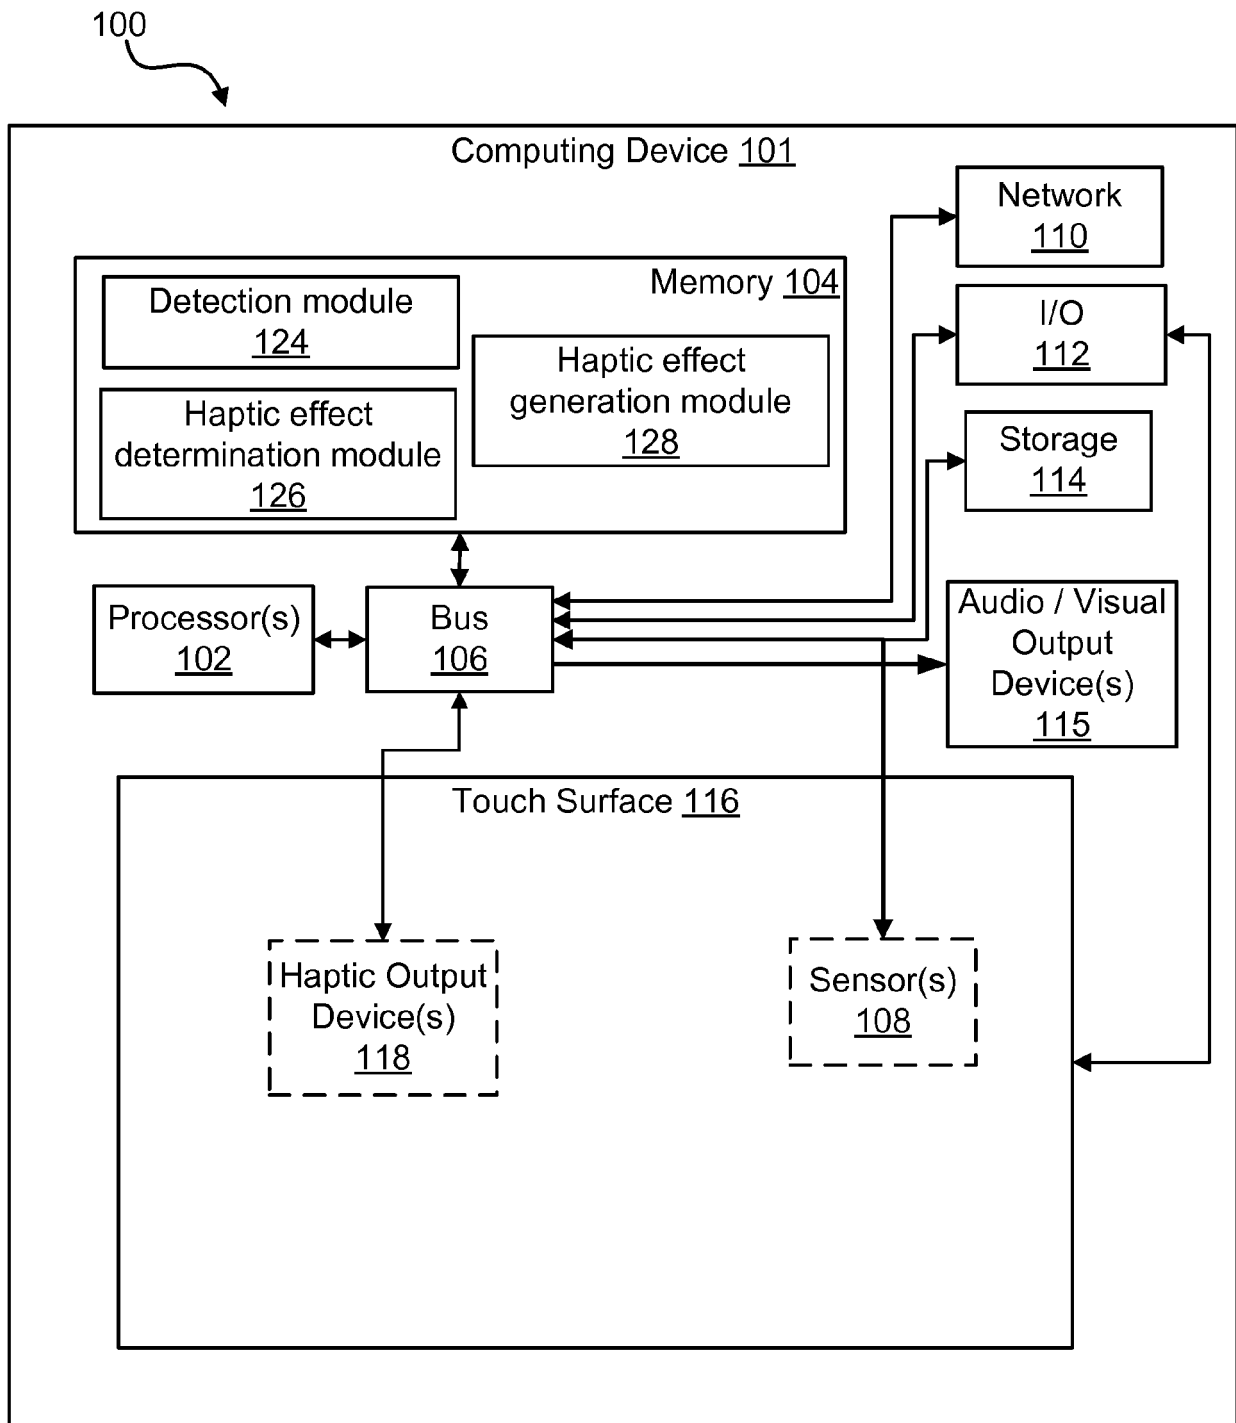 100
Computing Device 101
Network
110
Memory 104
Detection module
124
I/O
112
Haptic effect
generation module
128
Haptic effect
determination module
126
Storage
114
Processor(s)
102
Bus
106
Audio / Visual
Output
Device(s)
115
Touch Surface 116
Haptic Output
Device(s)
118
Sensor(s)
108